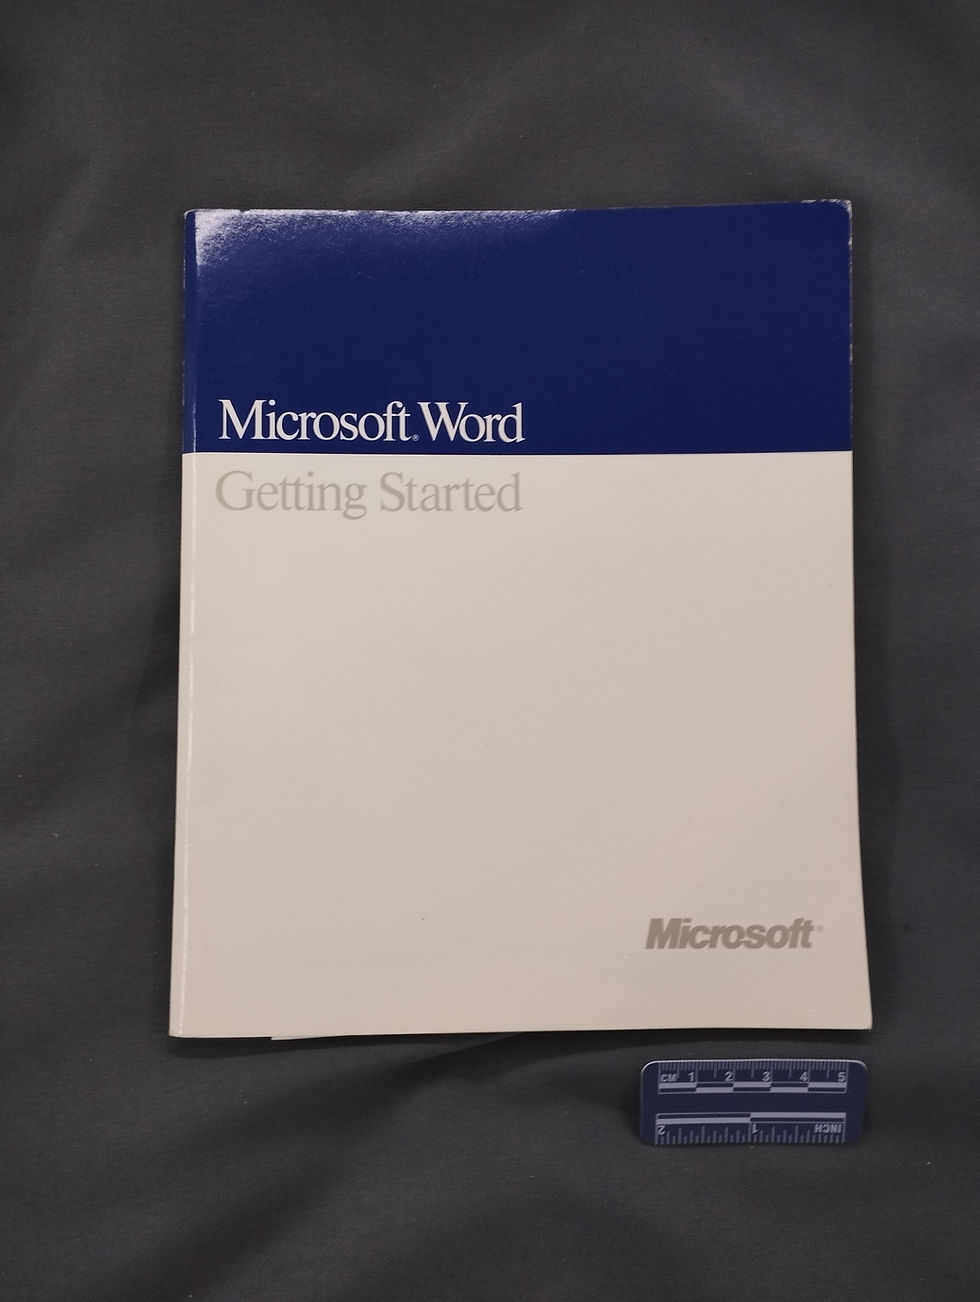 Microsoft® Word
Getting Started
Microsoft®
CM 1 2 3 4 5
2 1 INCH